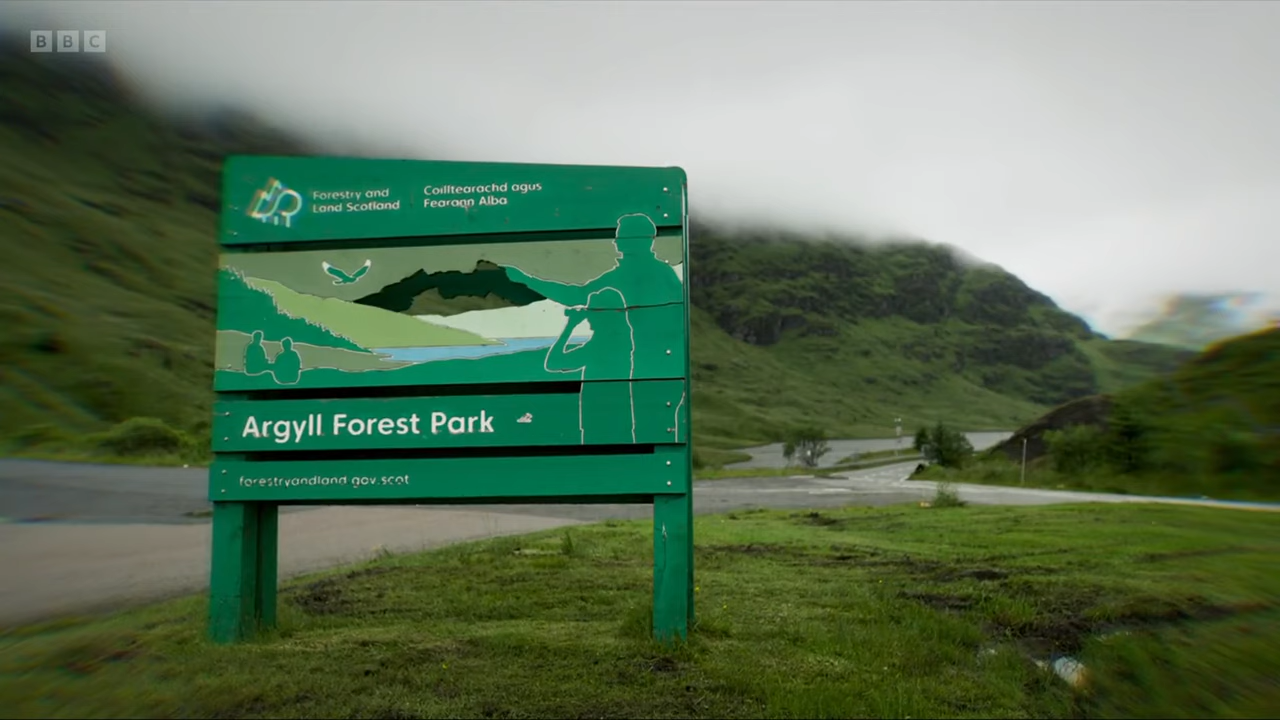 BBC
Forestry and
Land Scotland
Coilltearachd agus
Fearann Alba
Argyll Forest Park
forestryandland.gov.scot